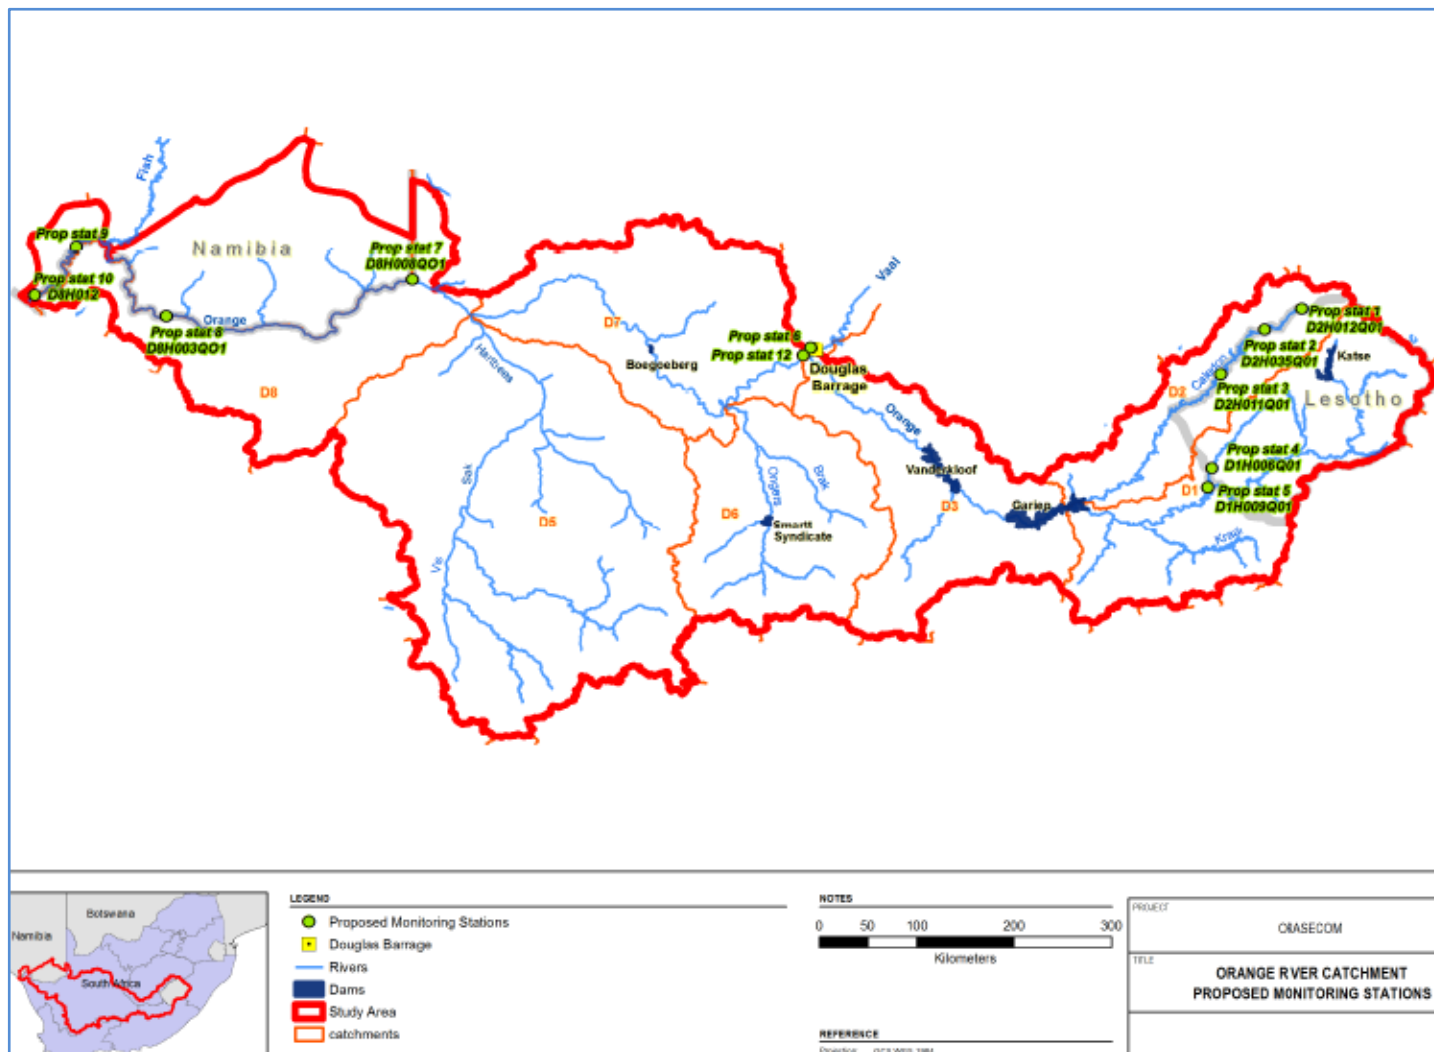 Fish
Prop stat 9
Namibia
Prop stat 7
D8H008QO1
Prop stat 10
D8H012
Orange
Prop stat 8
D8H003QO1
D8
Hartbees
D7
Boegoeberg
Vaal
Prop stat 6
Prop stat 12
Douglas
Barrage
Prop stat 1
D2H012Q01
Prop stat 2
D2H035Q01
Katse
Caledon
Prop stat 3
D2H011Q01
D2
Lesotho
Orange
Prop stat 4
D1H006Q01
D1
Prop stat 5
D1H009Q01
Vanderkloof
Gariep
D3
Kraai
Sak
Vis
D5
D6
Ongers
Brak
Smartt
Syndicate
Botswana
Namibia
South Africa
LEGEND
Proposed Monitoring Stations
Douglas Barrage
Rivers
Dams
Study Area
catchments
NOTES
0 50 100 200 300
Kilometers
REFERENCE
PROJECT
ORASECOM
TITLE
ORANGE R VER CATCHMENT
PROPOSED MONITORING STATIONS